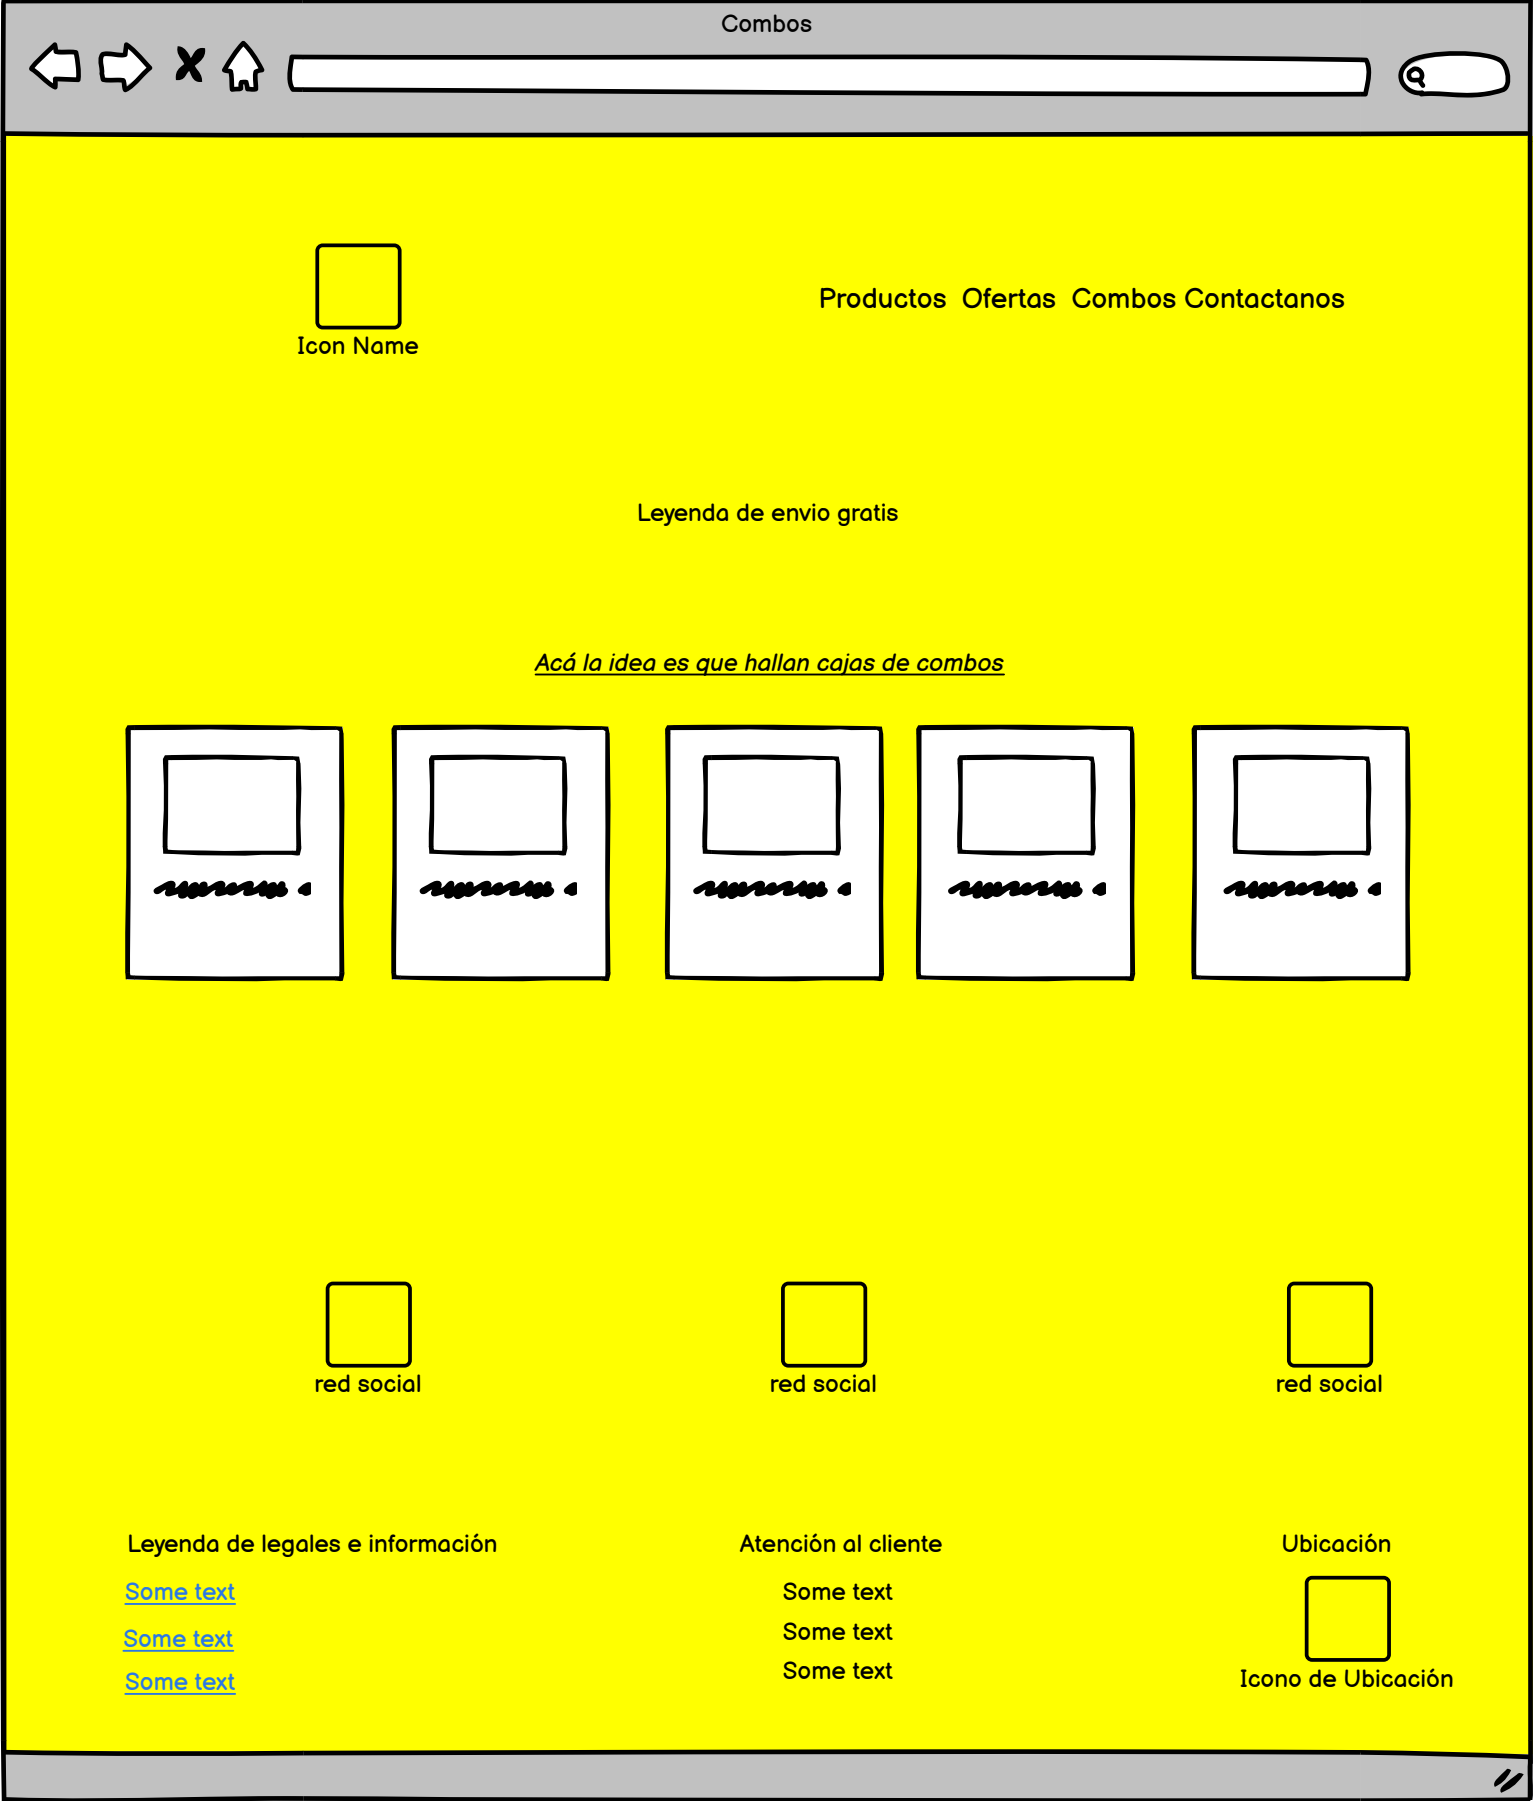 Combos
Icon Name
Productos Ofertas Combos Contactanos
Leyenda de envio gratis
Acá la idea es que hallan cajas de combos
red social
red social
red social
Leyenda de legales e información
Some text
Some text
Some text
Atención al cliente
Some text
Some text
Some text
Ubicación
Icono de Ubicación